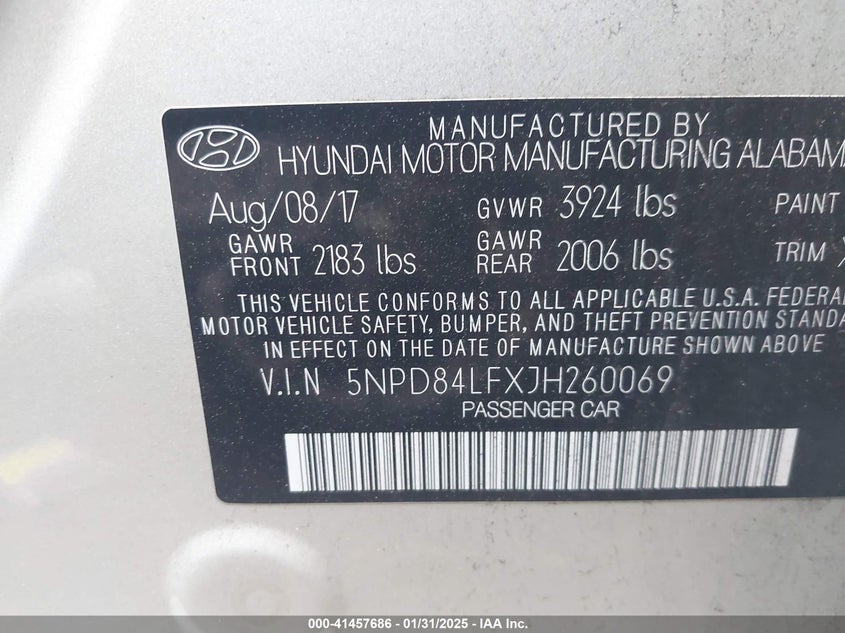 MANUFACTURED BY
HYUNDAI MOTOR MANUFACTURING ALABAMA
Aug/08/17 GVWR 3924 lbs PAINT
GAWR FRONT 2183 lbs GAWR REAR 2006 lbs TRIM
THIS VEHICLE CONFORMS TO ALL APPLICABLE U.S.A. FEDERAL
MOTOR VEHICLE SAFETY, BUMPER, AND THEFT PREVENTION STANDA
IN EFFECT ON THE DATE OF MANUFACTURE SHOWN ABOVE
V.I.N 5NPD84LFXJH260069
PASSENGER CAR
000-41457686 - 01/31/2025 - IAA Inc.